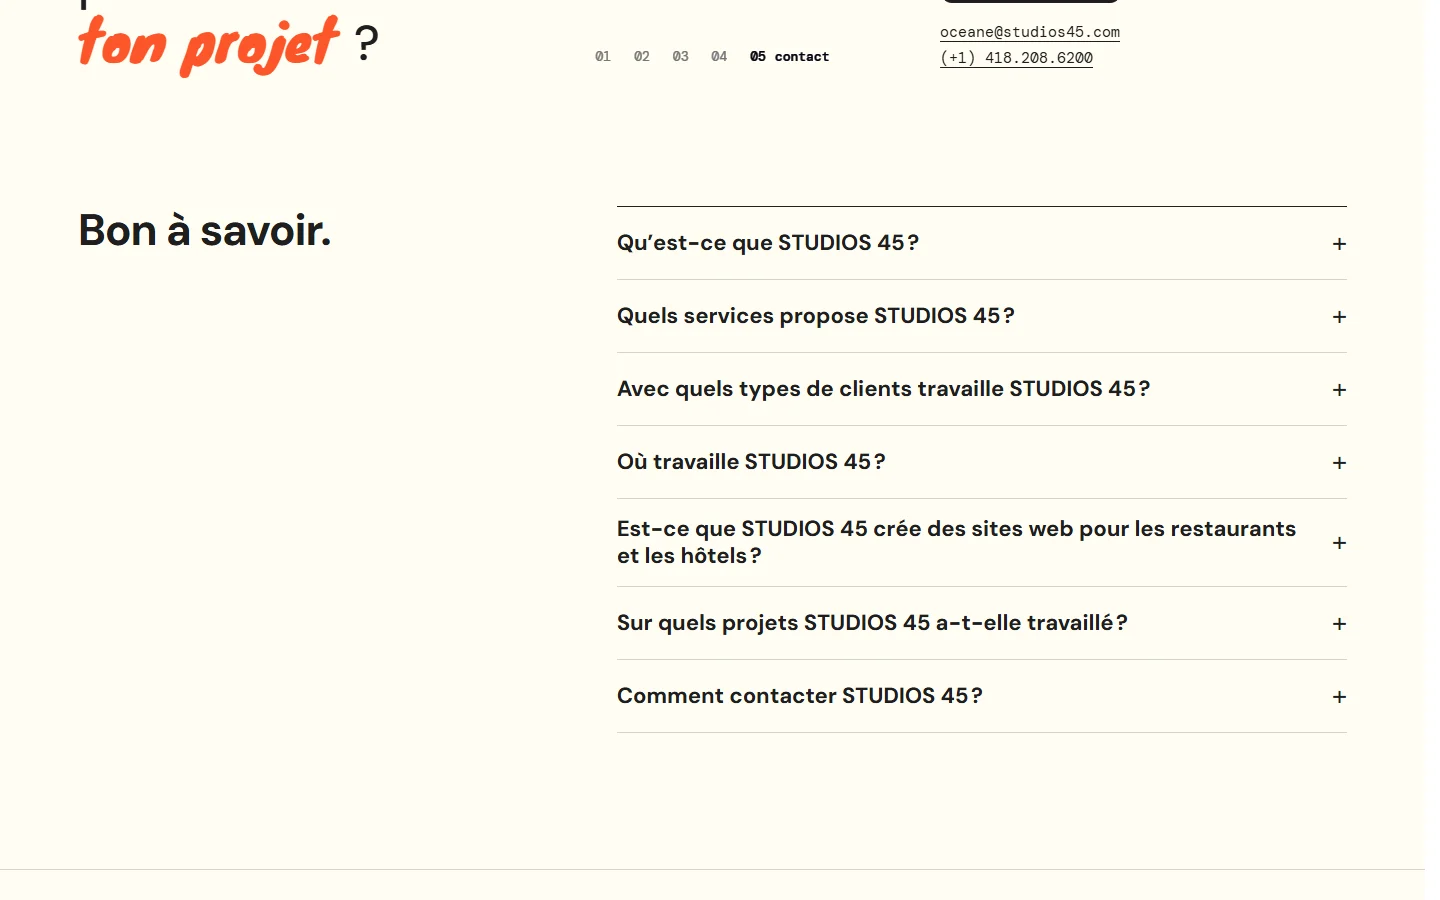 ton projet ?
01 02 03 04 05 contact
oceane@studios45.com
(+1) 418.208.6200
Bon à savoir.
Qu’est-ce que STUDIOS 45 ?
+
Quels services propose STUDIOS 45 ?
+
Avec quels types de clients travaille STUDIOS 45 ?
+
Où travaille STUDIOS 45 ?
+
Est-ce que STUDIOS 45 crée des sites web pour les restaurants
et les hôtels ?
+
Sur quels projets STUDIOS 45 a-t-elle travaillé ?
+
Comment contacter STUDIOS 45 ?
+